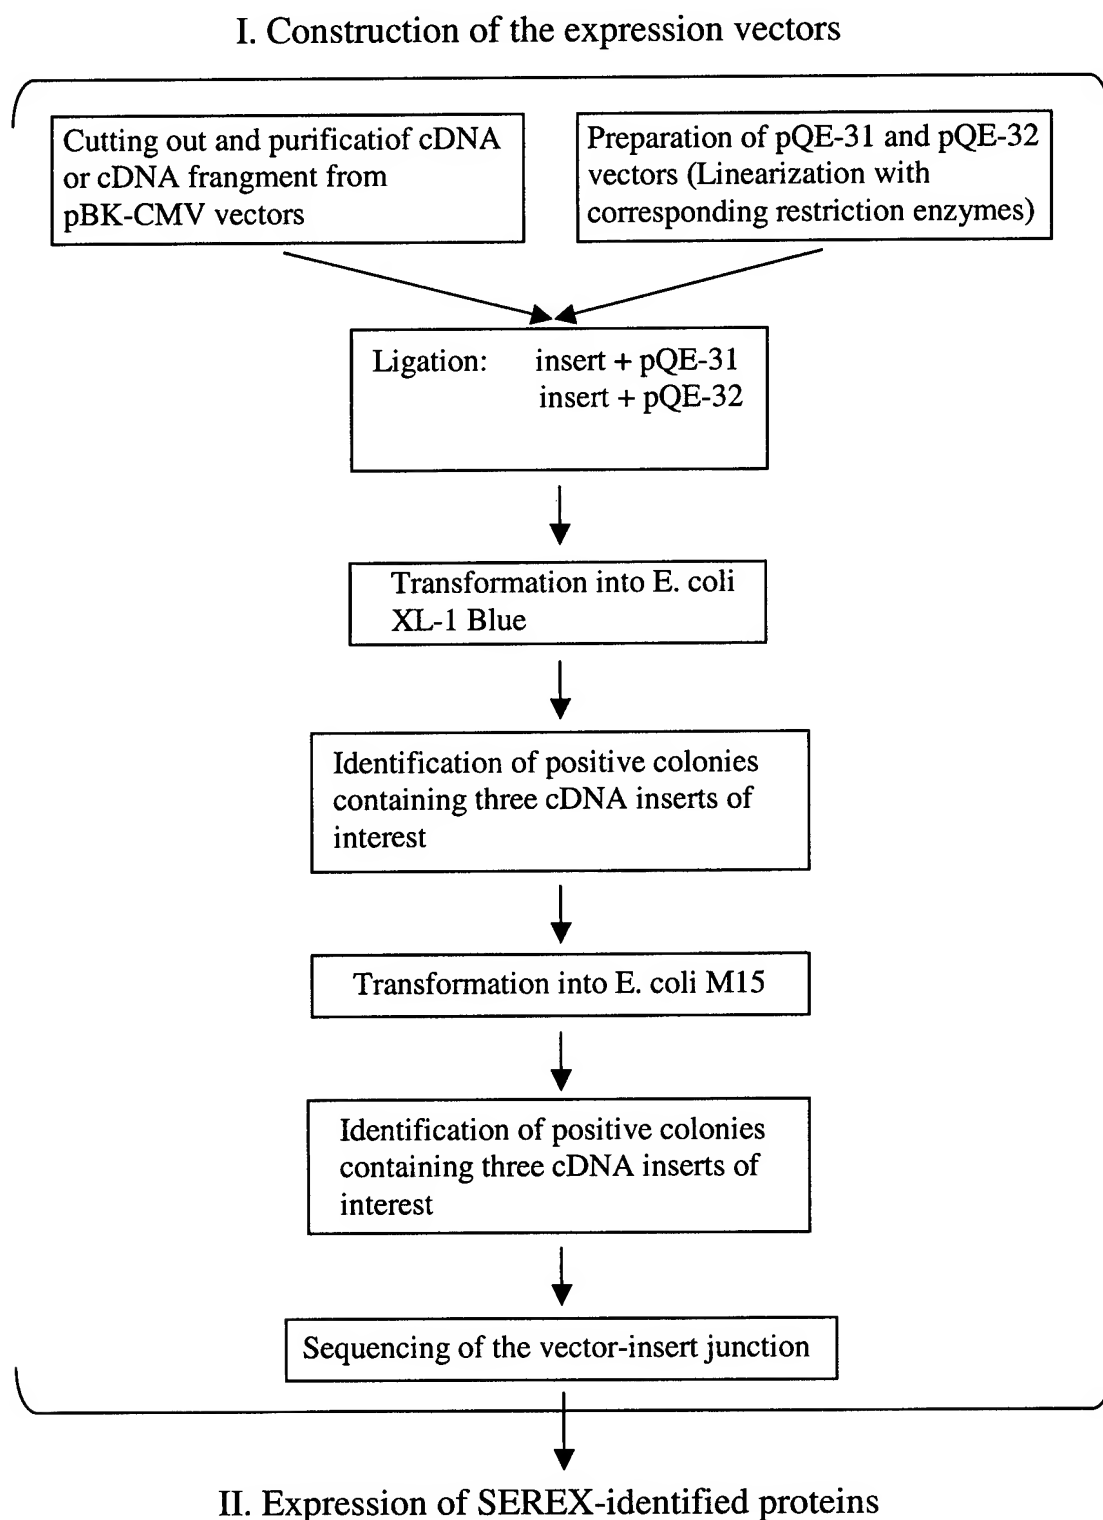 I. Construction of the expression vectors
Cutting out and purificatiof cDNA
or cDNA frangment from
pBK-CMV vectors
Preparation of pQE-31 and pQE-32
vectors (Linearization with
corresponding restriction enzymes)
Ligation: insert + pQE-31
insert + pQE-32
Transformation into E. coli
XL-1 Blue
Identification of positive colonies
containing three cDNA inserts of
interest
Transformation into E. coli M15
Identification of positive colonies
containing three cDNA inserts of
interest
Sequencing of the vector-insert junction
II. Expression of SEREX-identified proteins